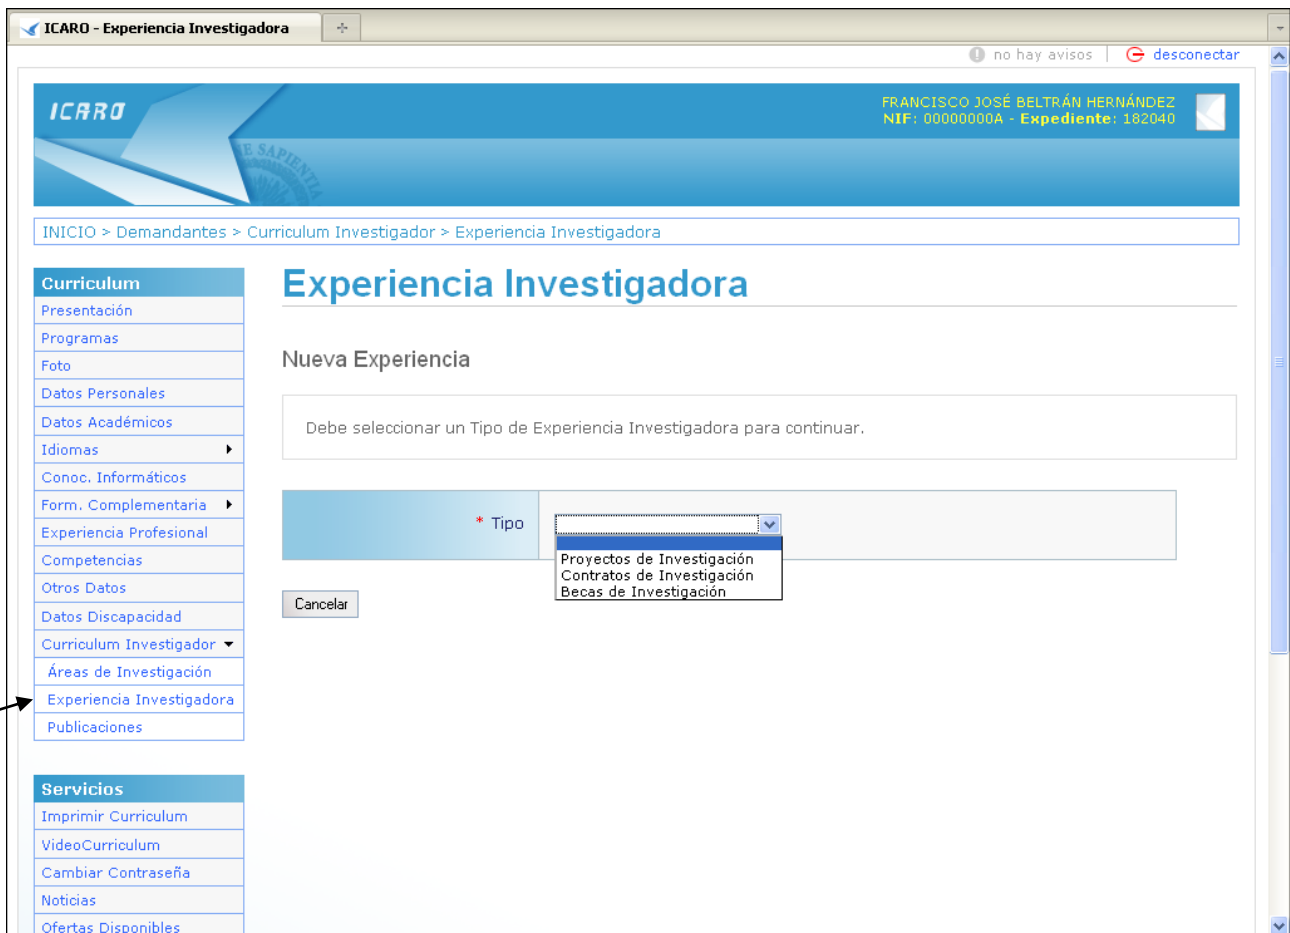 ICARO - Experiencia Investigadora
no hay avisos
desconectar
ICARO
FRANCISCO JOSÉ BELTRÁN HERNÁNDEZ
NIF: 00000000A - Expediente: 182040
E SAPIENTIA
INICIO > Demandantes > Curriculum Investigador > Experiencia Investigadora
Curriculum
Presentación
Programas
Foto
Datos Personales
Datos Académicos
Idiomas
Conoc. Informáticos
Form. Complementaria
Experiencia Profesional
Competencias
Otros Datos
Datos Discapacidad
Curriculum Investigador
Áreas de Investigación
Experiencia Investigadora
Publicaciones
Servicios
Imprimir Curriculum
VideoCurriculum
Cambiar Contraseña
Noticias
Ofertas Disponibles
Experiencia Investigadora
Nueva Experiencia
Debe seleccionar un Tipo de Experiencia Investigadora para continuar.
* Tipo
Proyectos de Investigación
Contratos de Investigación
Becas de Investigación
Cancelar